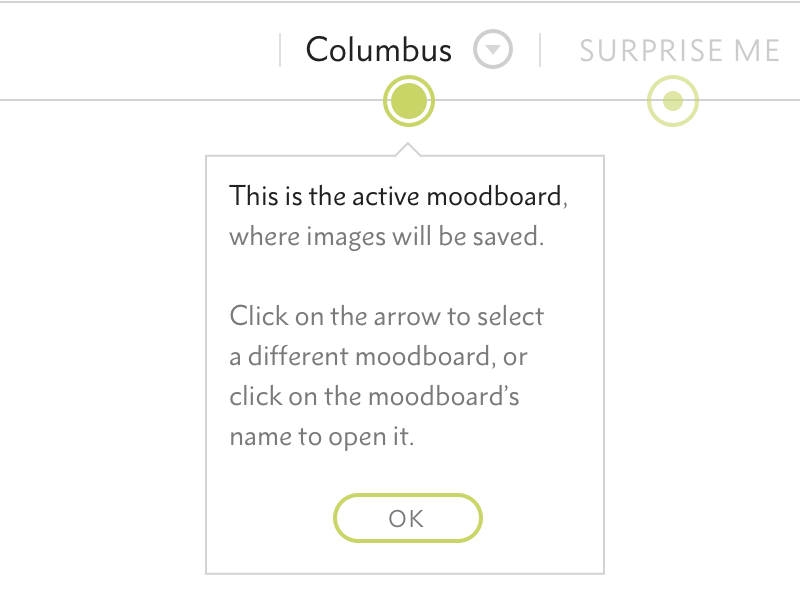 Columbus
SURPRISE ME
This is the active moodboard,
where images will be saved.
Click on the arrow to select
a different moodboard, or
click on the moodboard’s
name to open it.
OK